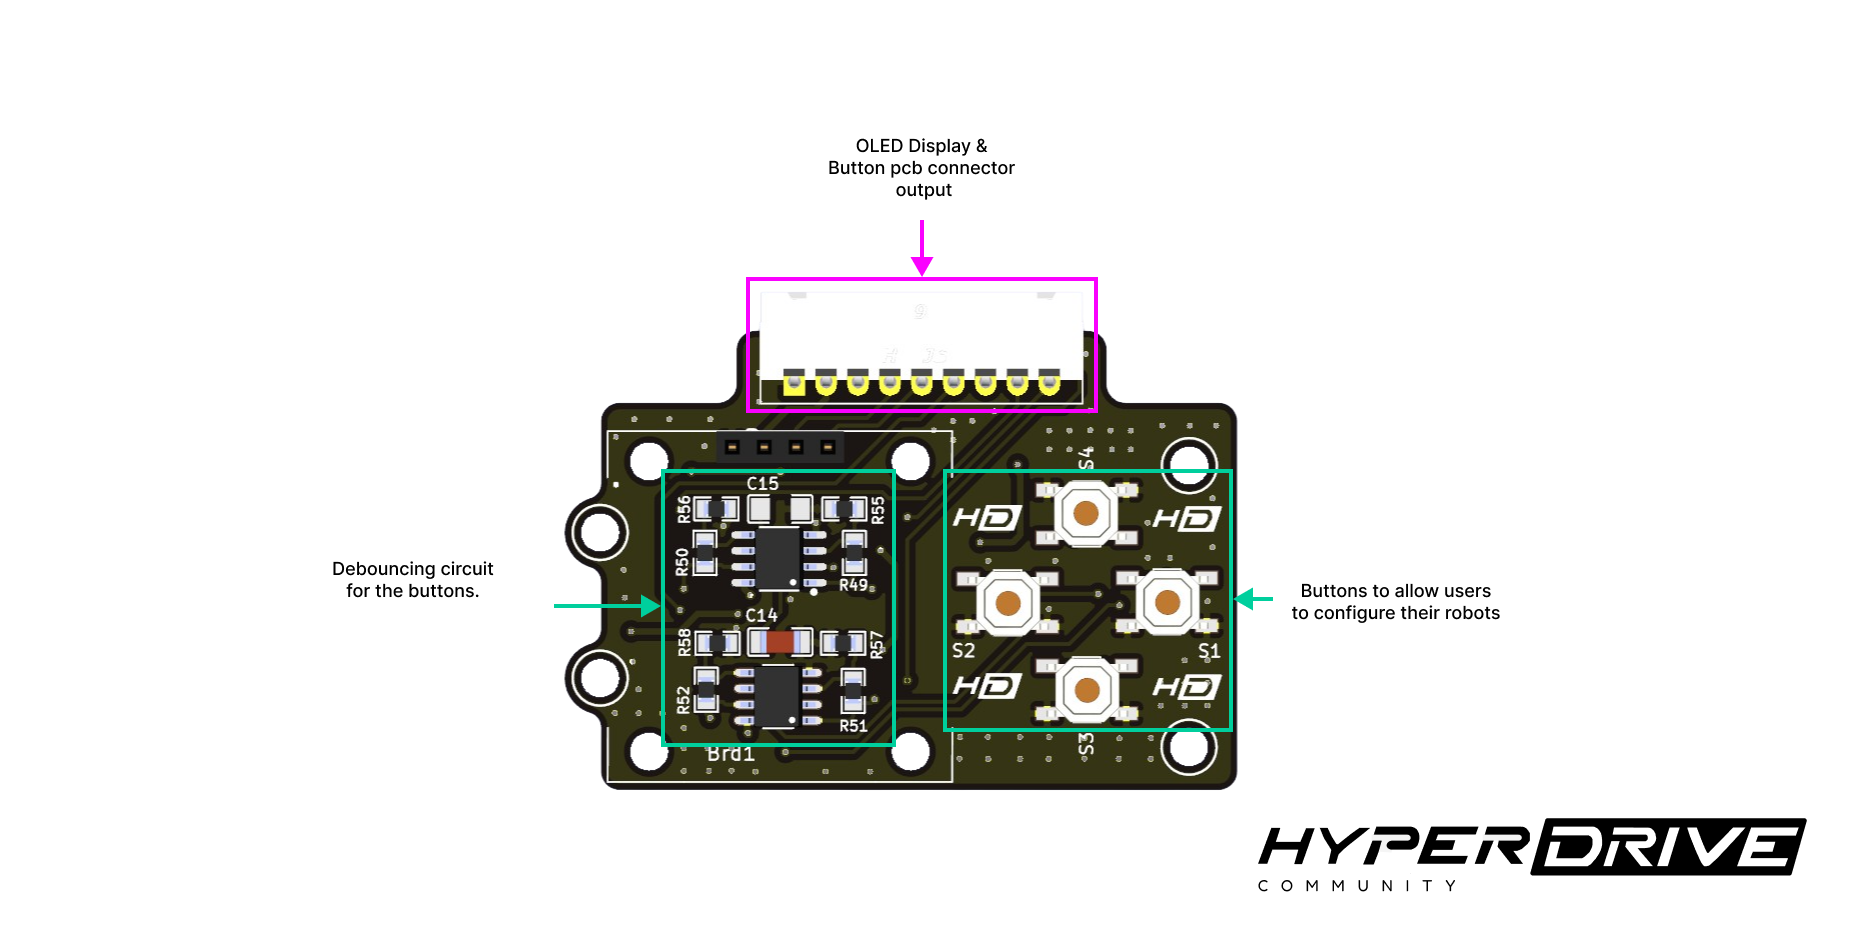 OLED Display &
Button pcb connector
output
9
J3
S4
C15
R56
R55
HD
HD
R50
R49
Debouncing circuit
for the buttons.
Buttons to allow users
to configure their robots
C14
R58
R57
S2
S1
HD
HD
R52
R51
S3
Brd1
HYPERDRIVE
COMMUNITY